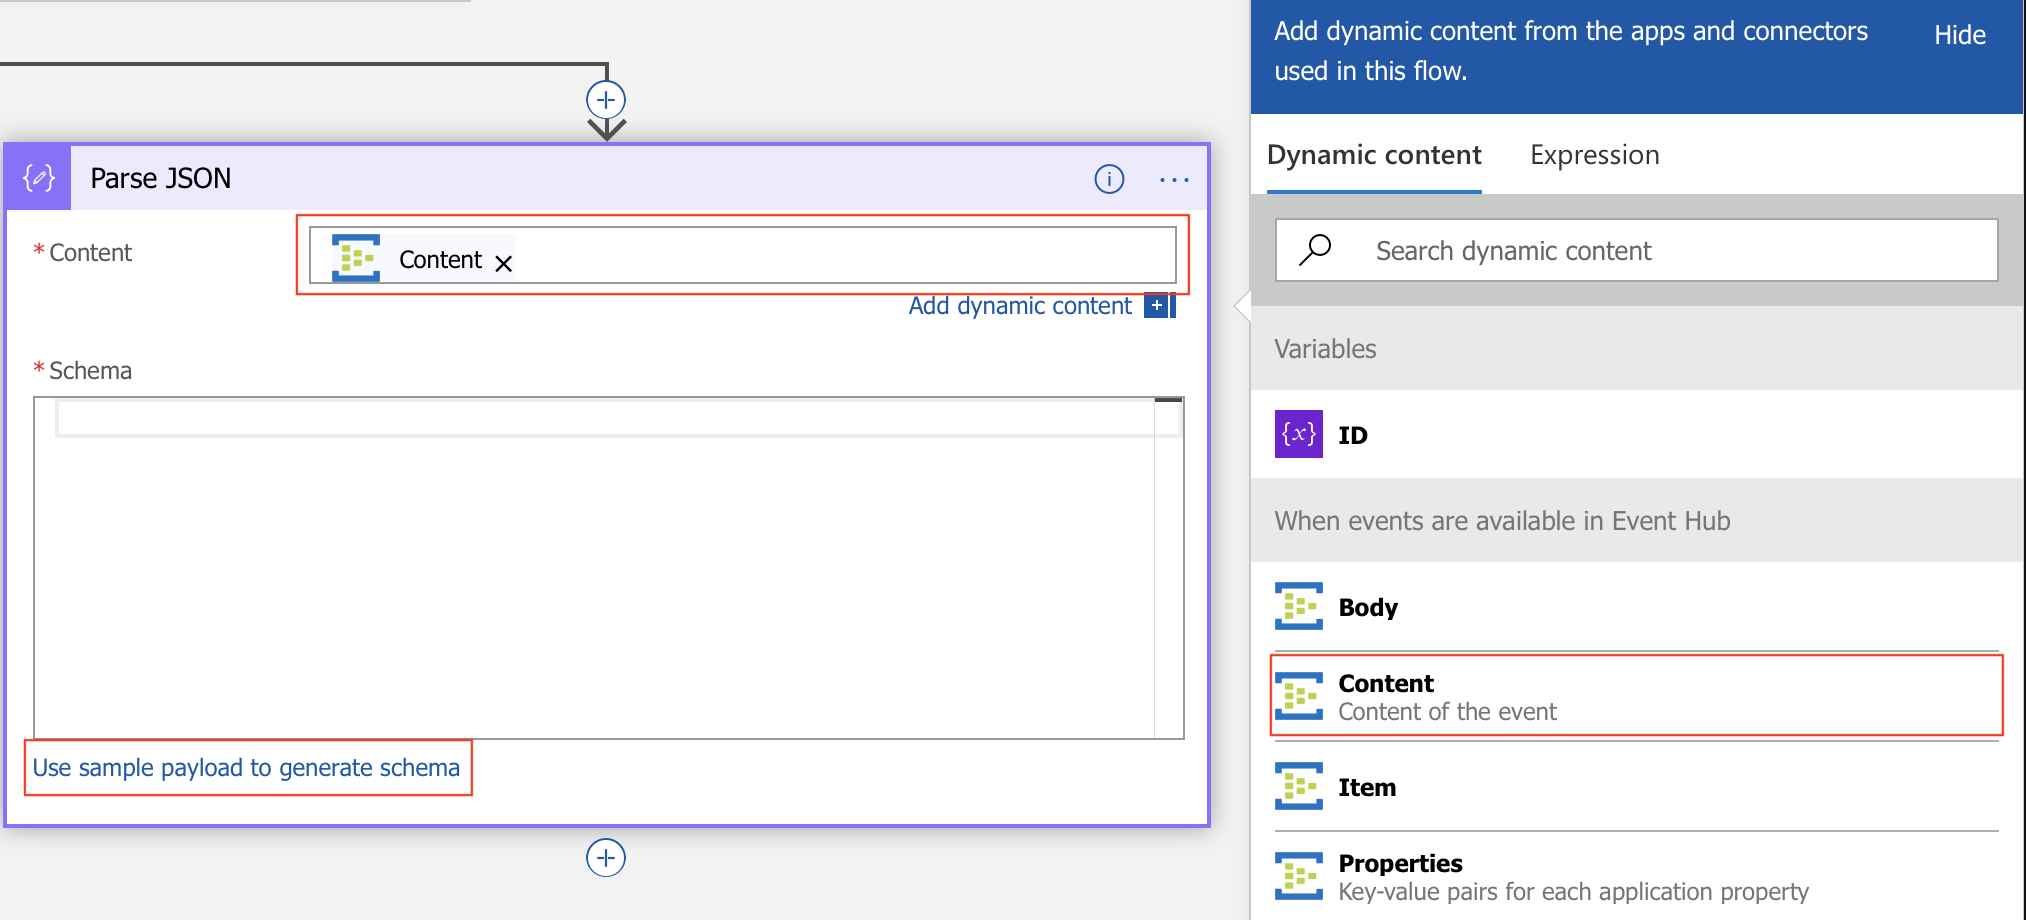 Parse JSON
* Content
Content
Add dynamic content
* Schema
Use sample payload to generate schema
Add dynamic content from the apps and connectors
used in this flow.
Hide
Dynamic content
Expression
Search dynamic content
Variables
{x} ID
When events are available in Event Hub
Body
Content
Content of the event
Item
Properties
Key-value pairs for each application property